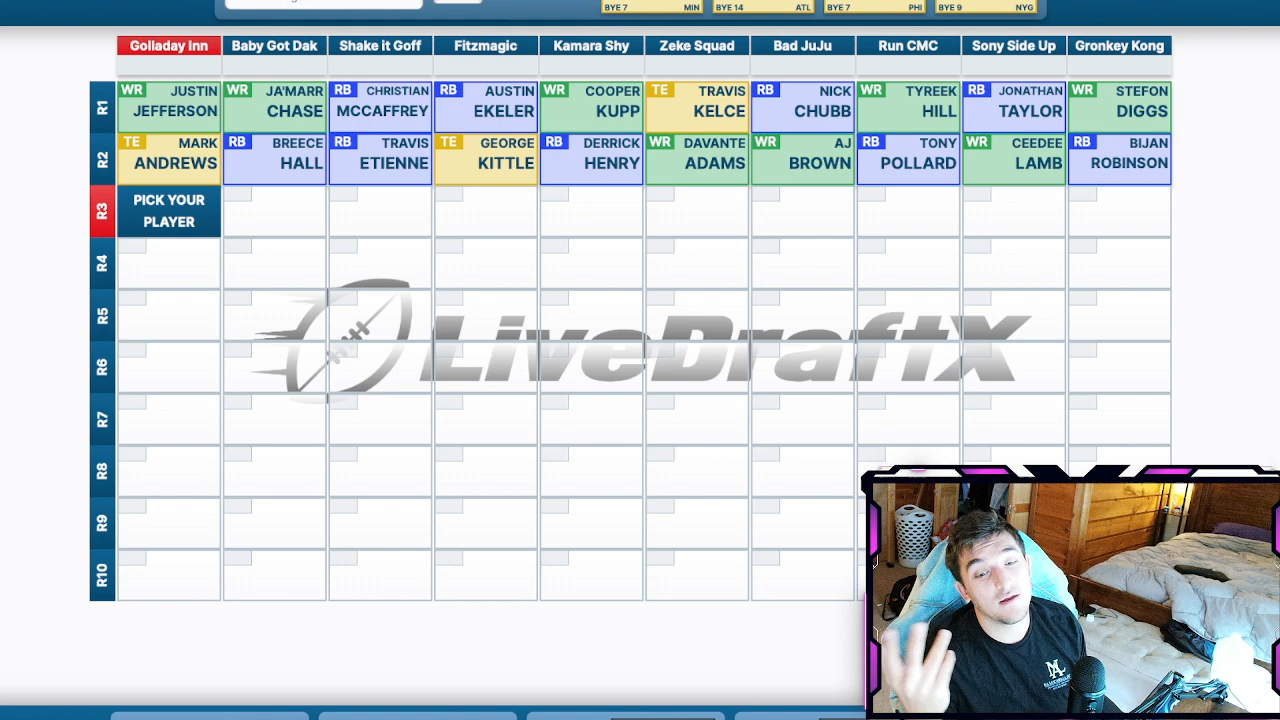 BYE 7 MIN BYE 14 ATL BYE 7 PHI BYE 9 NYG
Golladay Inn Baby Got Dak Shake it Goff Fitzmagic Kamara Shy Zeke Squad Bad JuJu Run CMC Sony Side Up Gronkey Kong
R1
WR JUSTIN
JEFFERSON
WR JA'MARR
CHASE
RB CHRISTIAN
MCCAFFREY
RB AUSTIN
EKELER
WR COOPER
KUPP
TE TRAVIS
KELCE
RB NICK
CHUBB
WR TYREEK
HILL
RB JONATHAN
TAYLOR
WR STEFON
DIGGS
R2
TE MARK
ANDREWS
RB BREECE
HALL
RB TRAVIS
ETIENNE
TE GEORGE
KITTLE
RB DERRICK
HENRY
WR DAVANTE
ADAMS
WR AJ
BROWN
RB TONY
POLLARD
WR CEEDEE
LAMB
RB BIJAN
ROBINSON
R3
PICK YOUR
PLAYER
R4
R5
LiveDraftX
R6
R7
R8
R9
R10